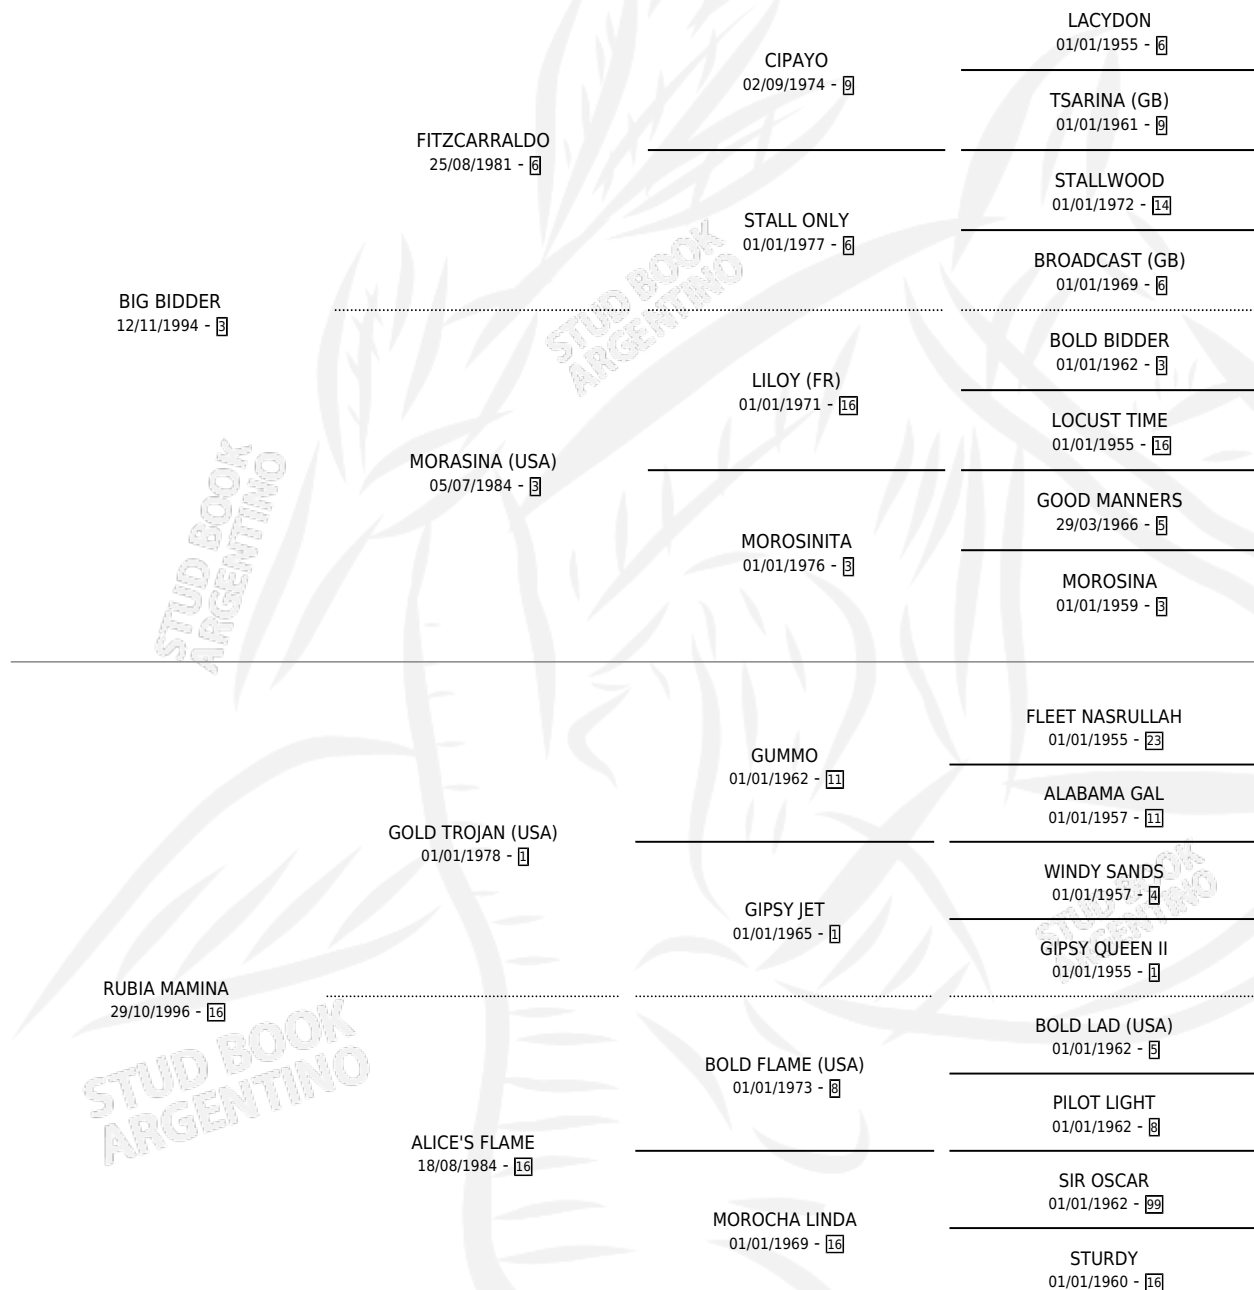 BIG BIDDER
12/11/1994 - 3
FITZCARRALDO
25/08/1981 - 6
CIPAYO
02/09/1974 - 9
LACYDON
01/01/1955 - 6
TSARINA (GB)
01/01/1961 - 9
STALL ONLY
01/01/1977 - 6
STALLWOOD
01/01/1972 - 14
BROADCAST (GB)
01/01/1969 - 6
MORASINA (USA)
05/07/1984 - 3
LILOY (FR)
01/01/1971 - 16
BOLD BIDDER
01/01/1962 - 3
LOCUST TIME
01/01/1955 - 16
MOROSINITA
01/01/1976 - 3
GOOD MANNERS
29/03/1966 - 5
MOROSINA
01/01/1959 - 3
RUBIA MAMINA
29/10/1996 - 16
GOLD TROJAN (USA)
01/01/1978 - 1
GUMMO
01/01/1962 - 11
FLEET NASRULLAH
01/01/1955 - 23
ALABAMA GAL
01/01/1957 - 11
GIPSY JET
01/01/1965 - 1
WINDY SANDS
01/01/1957 - 4
GIPSY QUEEN II
01/01/1955 - 1
ALICE'S FLAME
18/08/1984 - 16
BOLD FLAME (USA)
01/01/1973 - 8
BOLD LAD (USA)
01/01/1962 - 5
PILOT LIGHT
01/01/1962 - 8
MOROCHA LINDA
01/01/1969 - 16
SIR OSCAR
01/01/1962 - 99
STURDY
01/01/1960 - 16
STUD BOOK
ARGENTINO
STUD BOOK
ARGENTINO
STUD BOOK
ARGENTINO
STUD BOOK
ARGENTINO